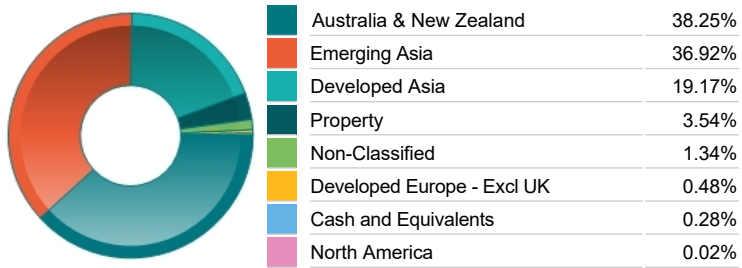 Australia & New Zealand 38.25%
Emerging Asia 36.92%
Developed Asia 19.17%
Property 3.54%
Non-Classified 1.34%
Developed Europe - Excl UK 0.48%
Cash and Equivalents 0.28%
North America 0.02%